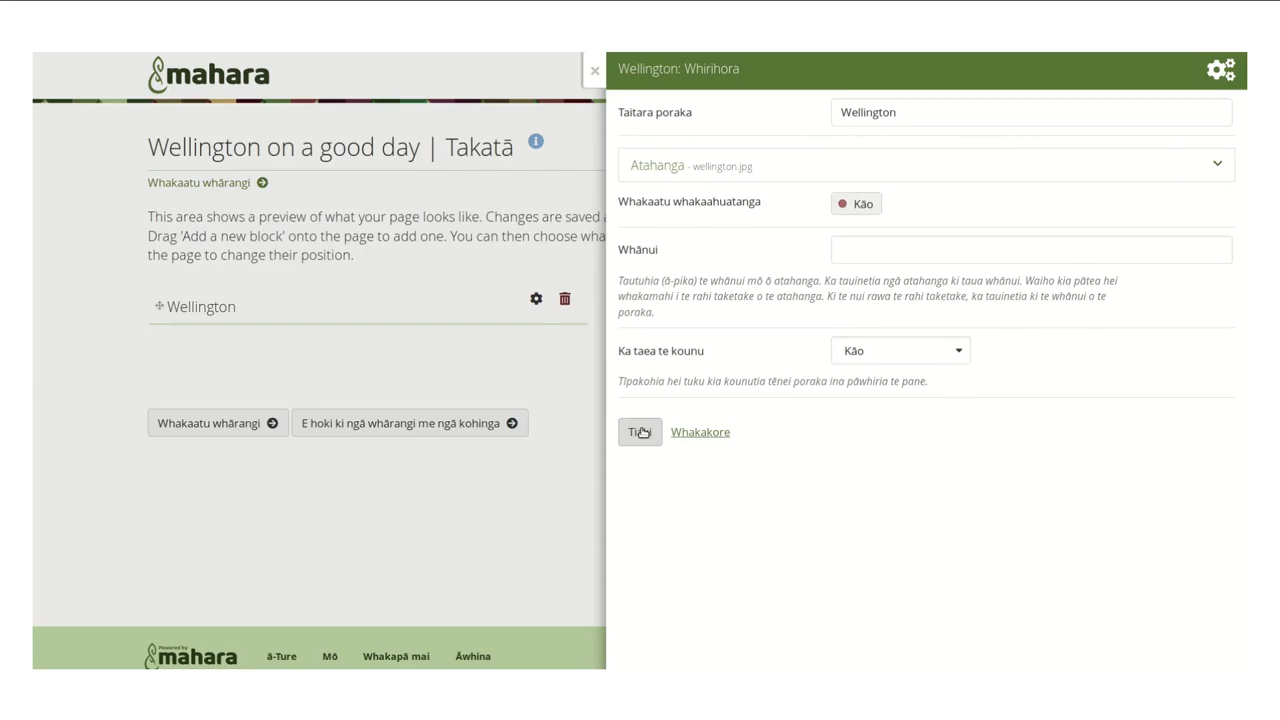 mahara
Wellington on a good day | Takatā
Whakaatu whārangi
This area shows a preview of what your page looks like. Changes are saved
Drag 'Add a new block' onto the page to add one. You can then choose
the page to change their position.
Wellington
Whakaatu whārangi
E hoki ki ngā whārangi me ngā kohinga
Powered by
mahara
ā-Ture
Mō
Whakapā mai
Āwhina
Wellington: Whirihora
Taitara poraka
Wellington
Atahanga - wellington.jpg
Whakaatu whakaahuatanga
Kāo
Whānui
Tautuhia (ā-pika) te whānui mō ō atahanga. Ka tauinetia ngā atahanga ki taua whānui. Waiho kia pātea hei
whakamahi i te rahi taketake o te atahanga. Ki te nui rawa te rahi taketake, ka tauinetia ki te whānui o te
poraka.
Ka taea te kounu
Kāo
Tīpakohia hei tuku kia kounutia tēnei poraka ina pāwhiria te pane.
Whakakore